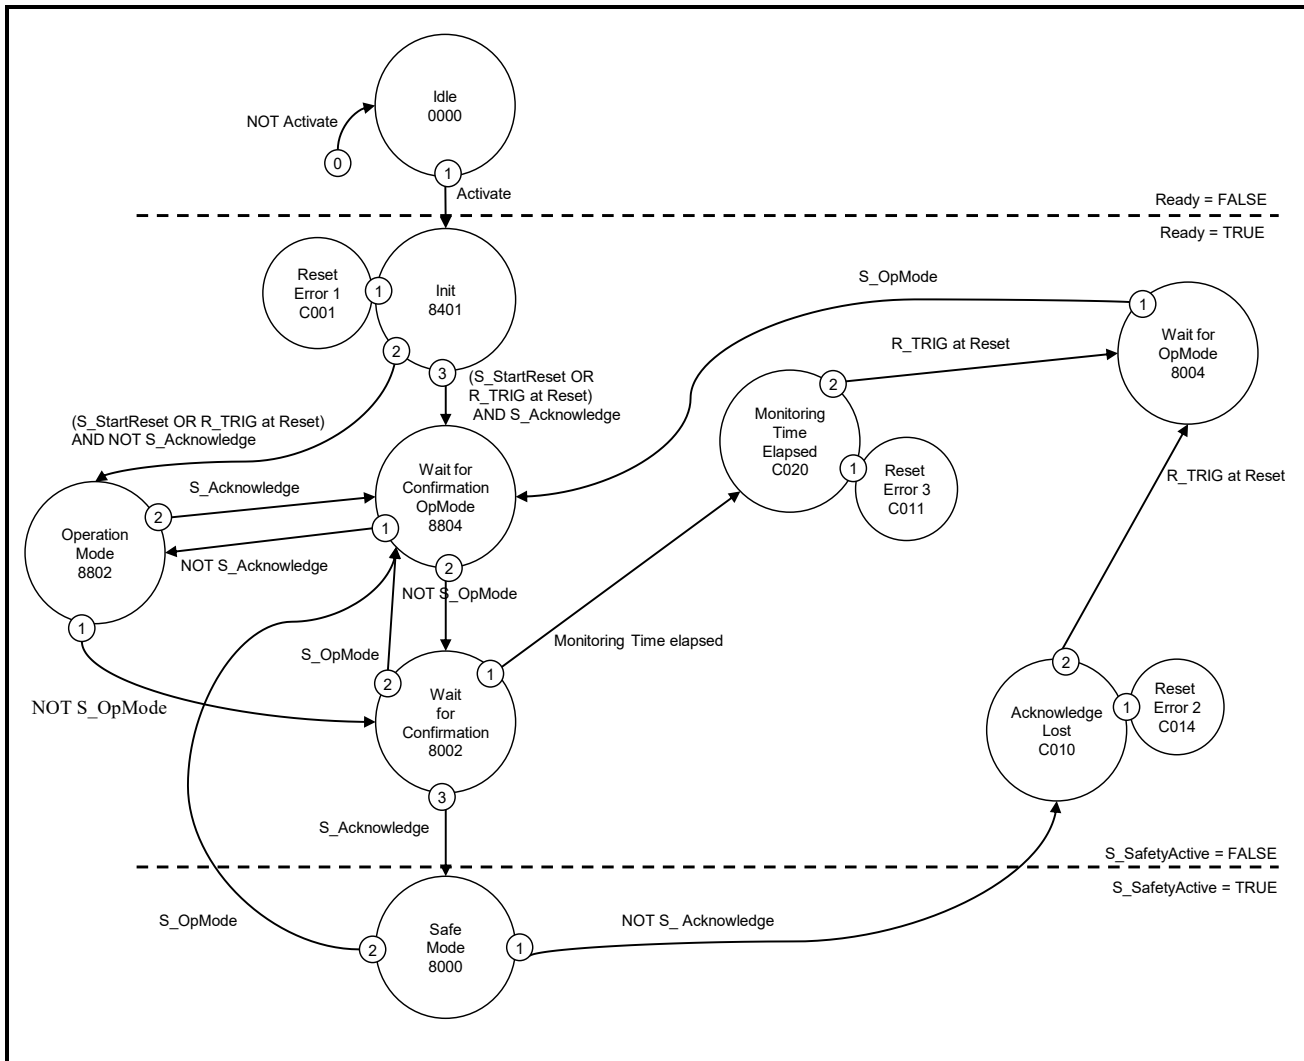 Idle
0000
NOT Activate
0
1
Activate
Ready = FALSE
Ready = TRUE
Reset
Error 1
C001
1
Init
8401
2
3
S_OpMode
1
Wait for
OpMode
8004
R_TRIG at Reset
(S_StartReset OR
R_TRIG at Reset)
AND S_Acknowledge
(S_StartReset OR R_TRIG at Reset)
AND NOT S_Acknowledge
2
Monitoring
Time
Elapsed
C020
1
Reset
Error 3
C011
R_TRIG at Reset
Wait for
Confirmation
OpMode
8804
1
2
S_Acknowledge
2
Operation
Mode
8802
1
NOT S_Acknowledge
NOT S_OpMode
Monitoring Time elapsed
S_OpMode
2
1
Wait
for
Confirmation
8002
3
NOT S_OpMode
2
Acknowledge
Lost
C010
1
Reset
Error 2
C014
S_Acknowledge
S_SafetyActive = FALSE
S_SafetyActive = TRUE
S_OpMode
2
Safe
Mode
8000
1
NOT S_ Acknowledge